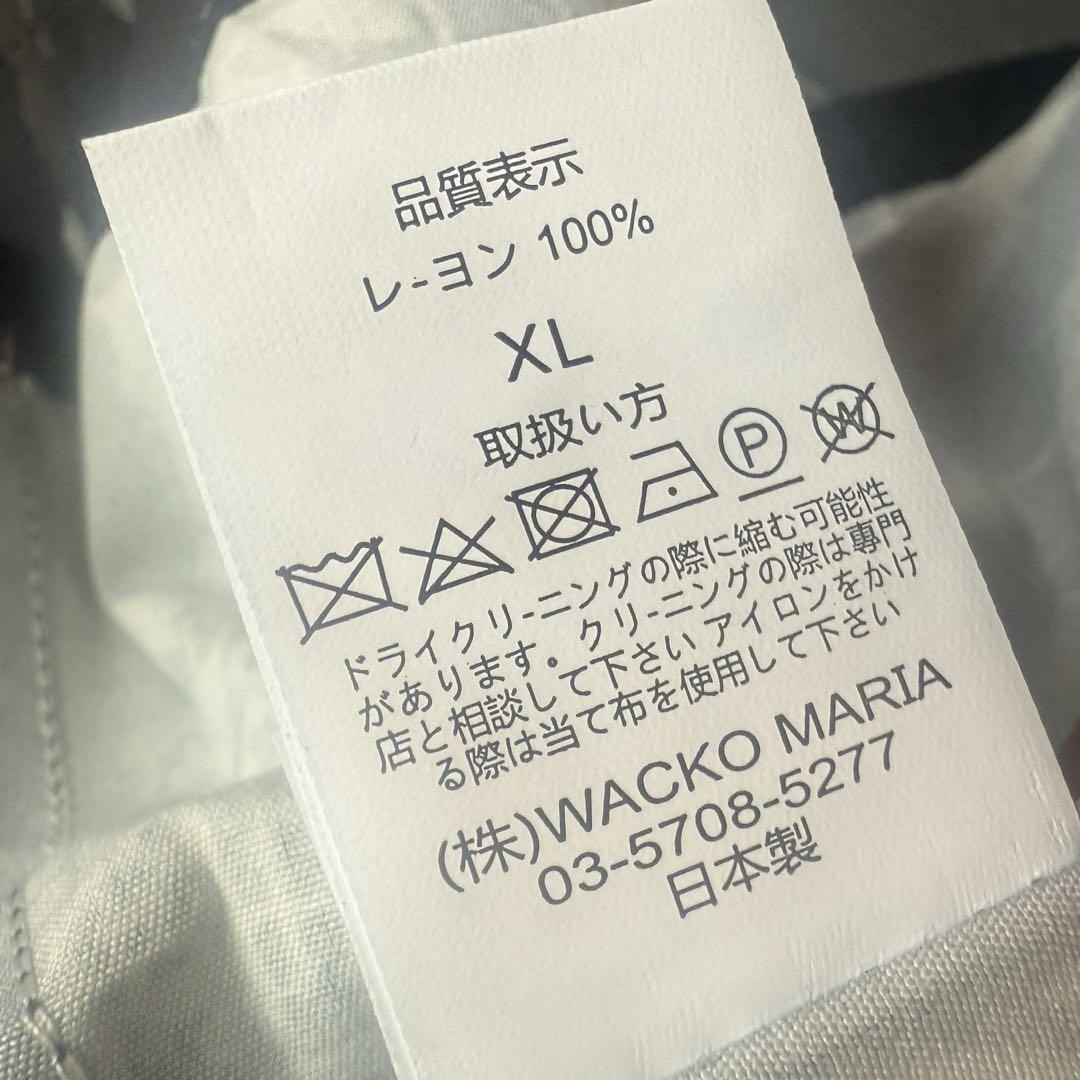 品質表示
レ-ヨン 100%
XL
取扱い方
P W
ドライクリ-ニングの際に縮む可能性
があります。クリ-ニングの際は専門
店と相談して下さい アイロンをかけ
る際は当て布を使用して下さい
(株)WACKO MARIA
03-5708-5277
日本製